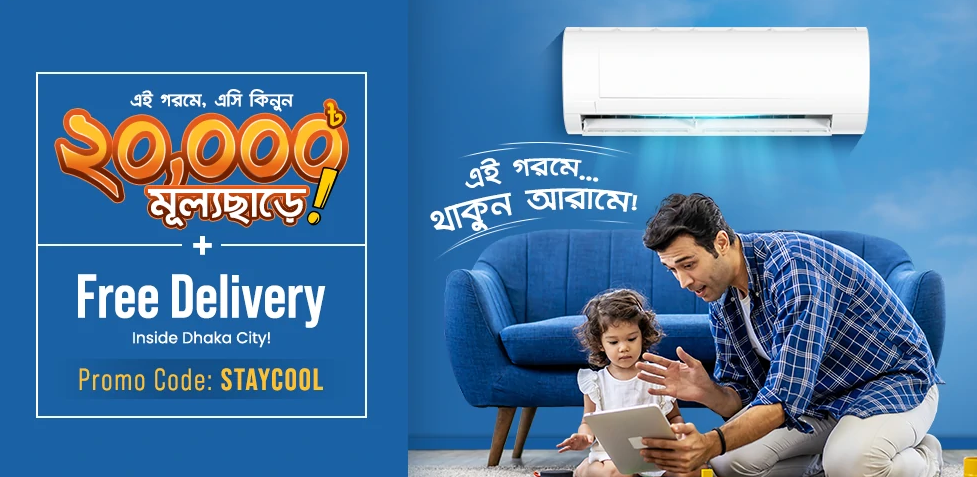 এই গরমে, এসি কিনুন
২০,০০০৳
মূল্যছাড়ে!
+
Free Delivery
Inside Dhaka City!
Promo Code: STAYCOOL
এই গরমে...
থাকুন আরামে!